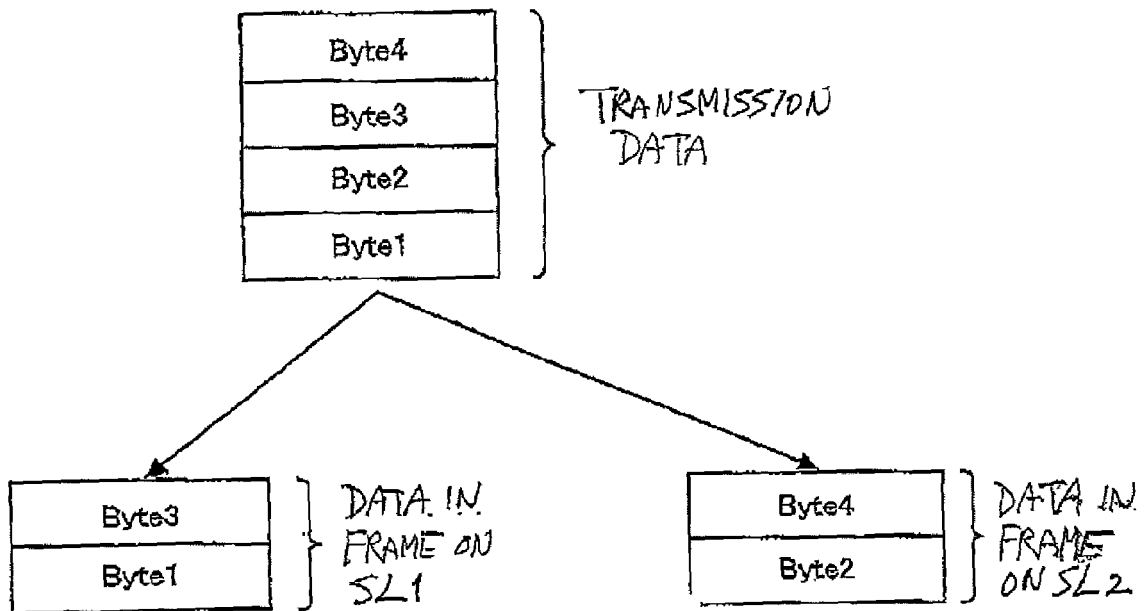 Byte4
Byte3
Byte2
Byte1
TRANSMISSION
DATA
Byte3
Byte1
DATA IN
FRAME ON
SL1
Byte4
Byte2
DATA IN
FRAME
ON SL2